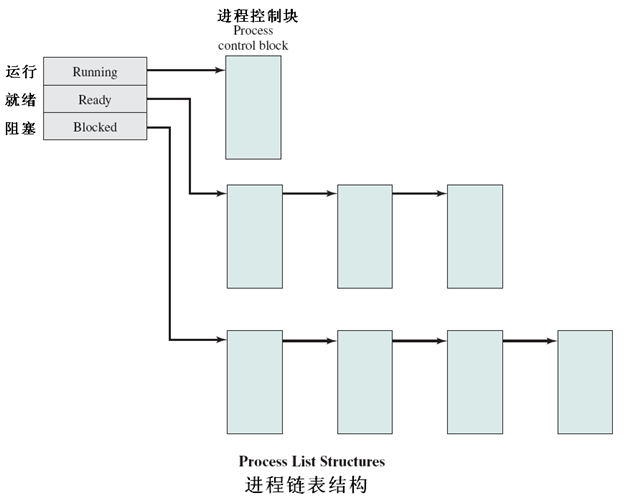 进程控制块
Process
control block
运行 Running
就绪 Ready
阻塞 Blocked
Process List Structures
进程链表结构